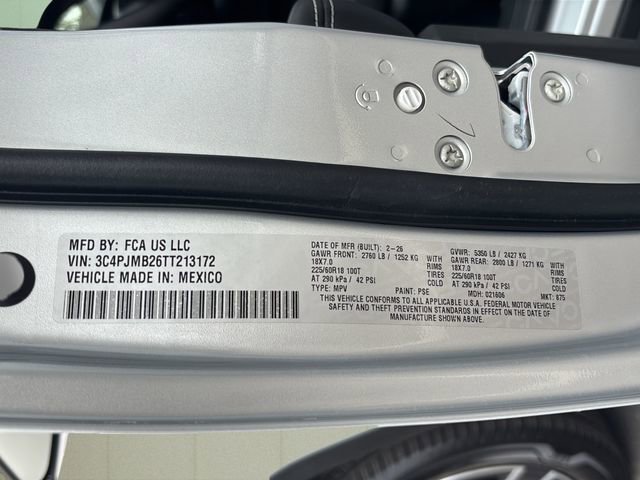 MFD BY: FCA US LLC
VIN: 3C4PJMB26TT213172
VEHICLE MADE IN: MEXICO
DATE OF MFR (BUILT): 2-26 GVWR: 5350 LB / 2427 KG
GAWR FRONT: 2760 LB / 1252 KG WITH GAWR REAR: 2800 LB / 1271 KG WITH
18X7.0 RIMS 18X7.0 RIMS
225/60R18 100T TIRES 225/60R18 100T TIRES
AT 290 kPa / 42 PSI COLD AT 290 kPa / 42 PSI COLD
TYPE: MPV PAINT: PSE MDH: 021606 MKT: 875
THIS VEHICLE CONFORMS TO ALL APPLICABLE U.S.A. FEDERAL MOTOR VEHICLE
SAFETY AND THEFT PREVENTION STANDARDS IN EFFECT ON THE DATE OF
MANUFACTURE SHOWN ABOVE.